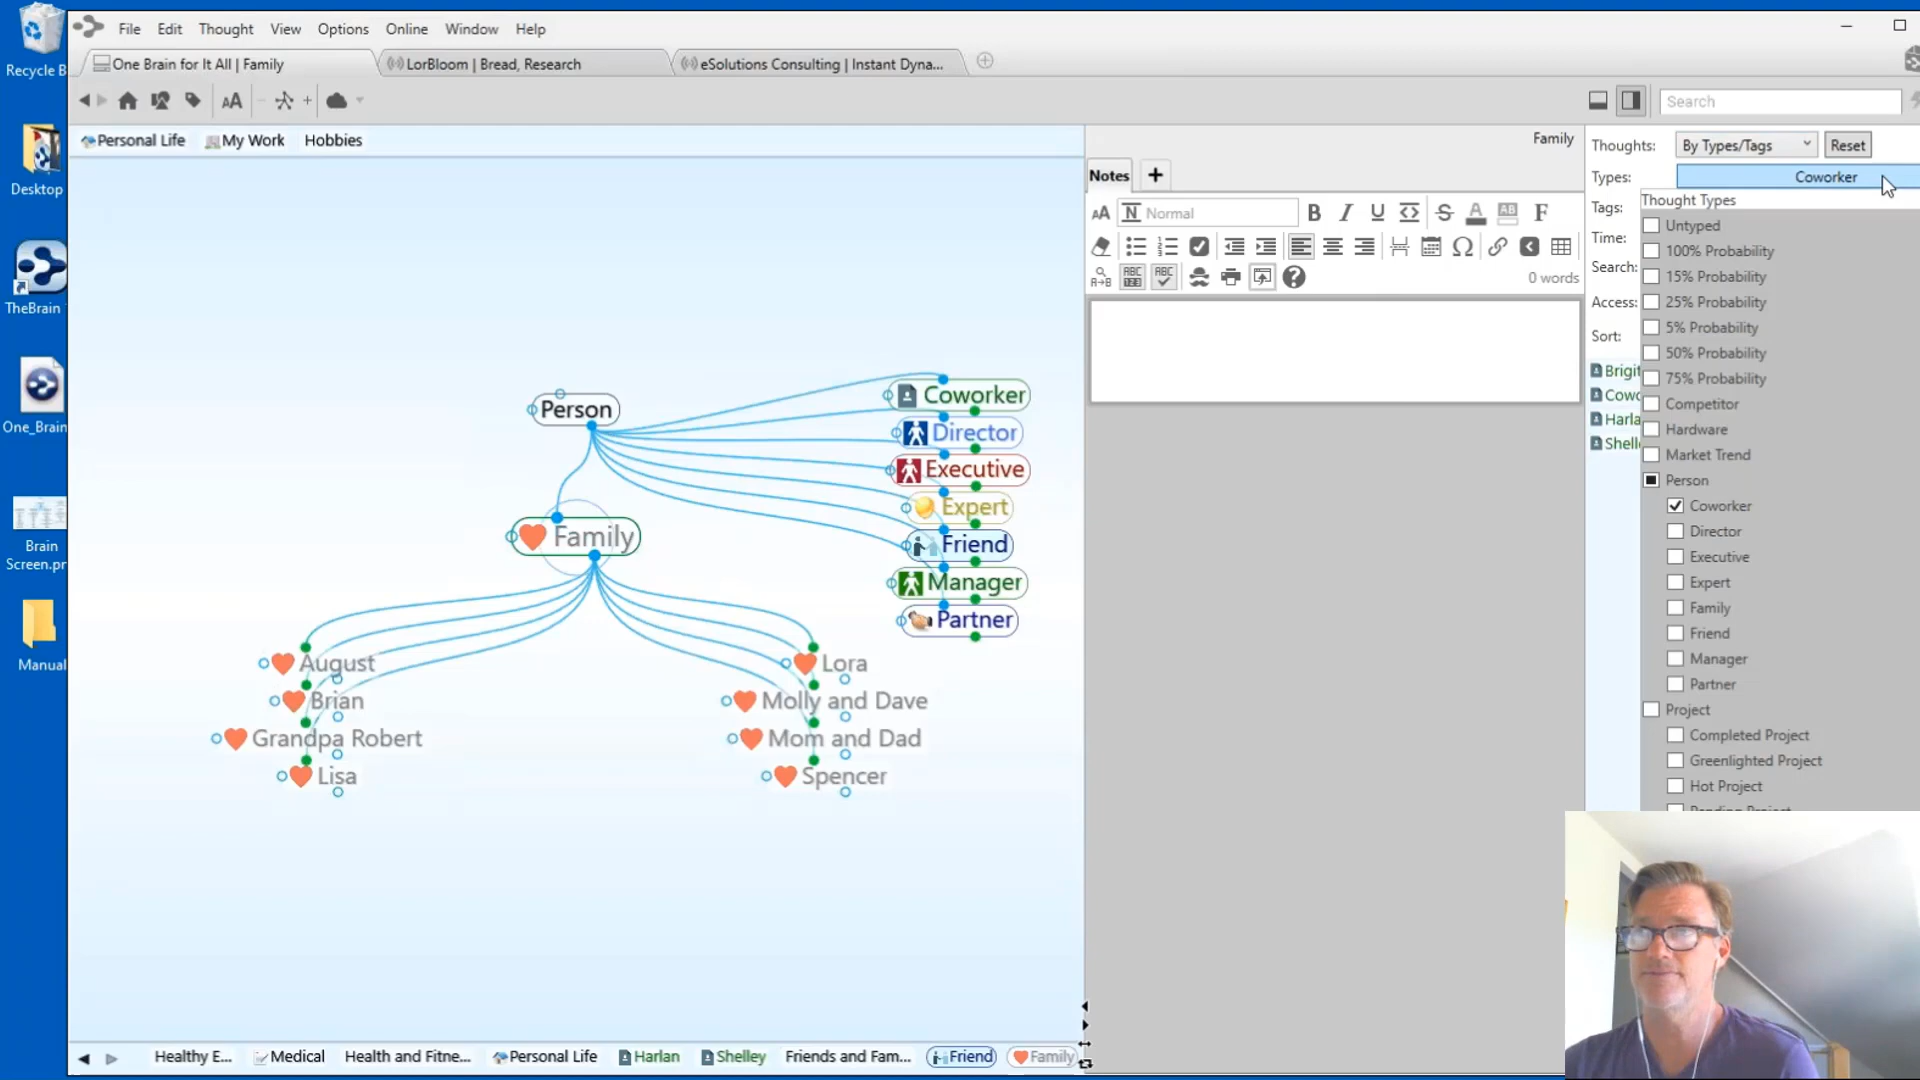 Recycle B
Desktop
TheBrain
One_Brain
Brain
Screen.pr
Manual
File Edit Thought View Options Online Window Help
One Brain for It All | Family
LorBloom | Bread, Research
eSolutions Consulting | Instant Dyna...
AA
Search
Personal Life My Work Hobbies
Family
Notes
Normal
0 words
Thoughts: By Types/Tags Reset
Types: Coworker
Tags:
Time:
Search:
Access:
Sort:
Brigit
Cowo
Harla
Shell
Thought Types
Untyped
100% Probability
15% Probability
25% Probability
5% Probability
50% Probability
75% Probability
Competitor
Hardware
Market Trend
Person
Coworker
Director
Executive
Expert
Family
Friend
Manager
Partner
Project
Completed Project
Greenlighted Project
Hot Project
Pending Project
Person
Coworker
Director
Executive
Expert
Friend
Manager
Partner
Family
August
Brian
Grandpa Robert
Lisa
Lora
Molly and Dave
Mom and Dad
Spencer
Healthy E... Medical Health and Fitne... Personal Life Harlan Shelley Friends and Fam... Friend Family